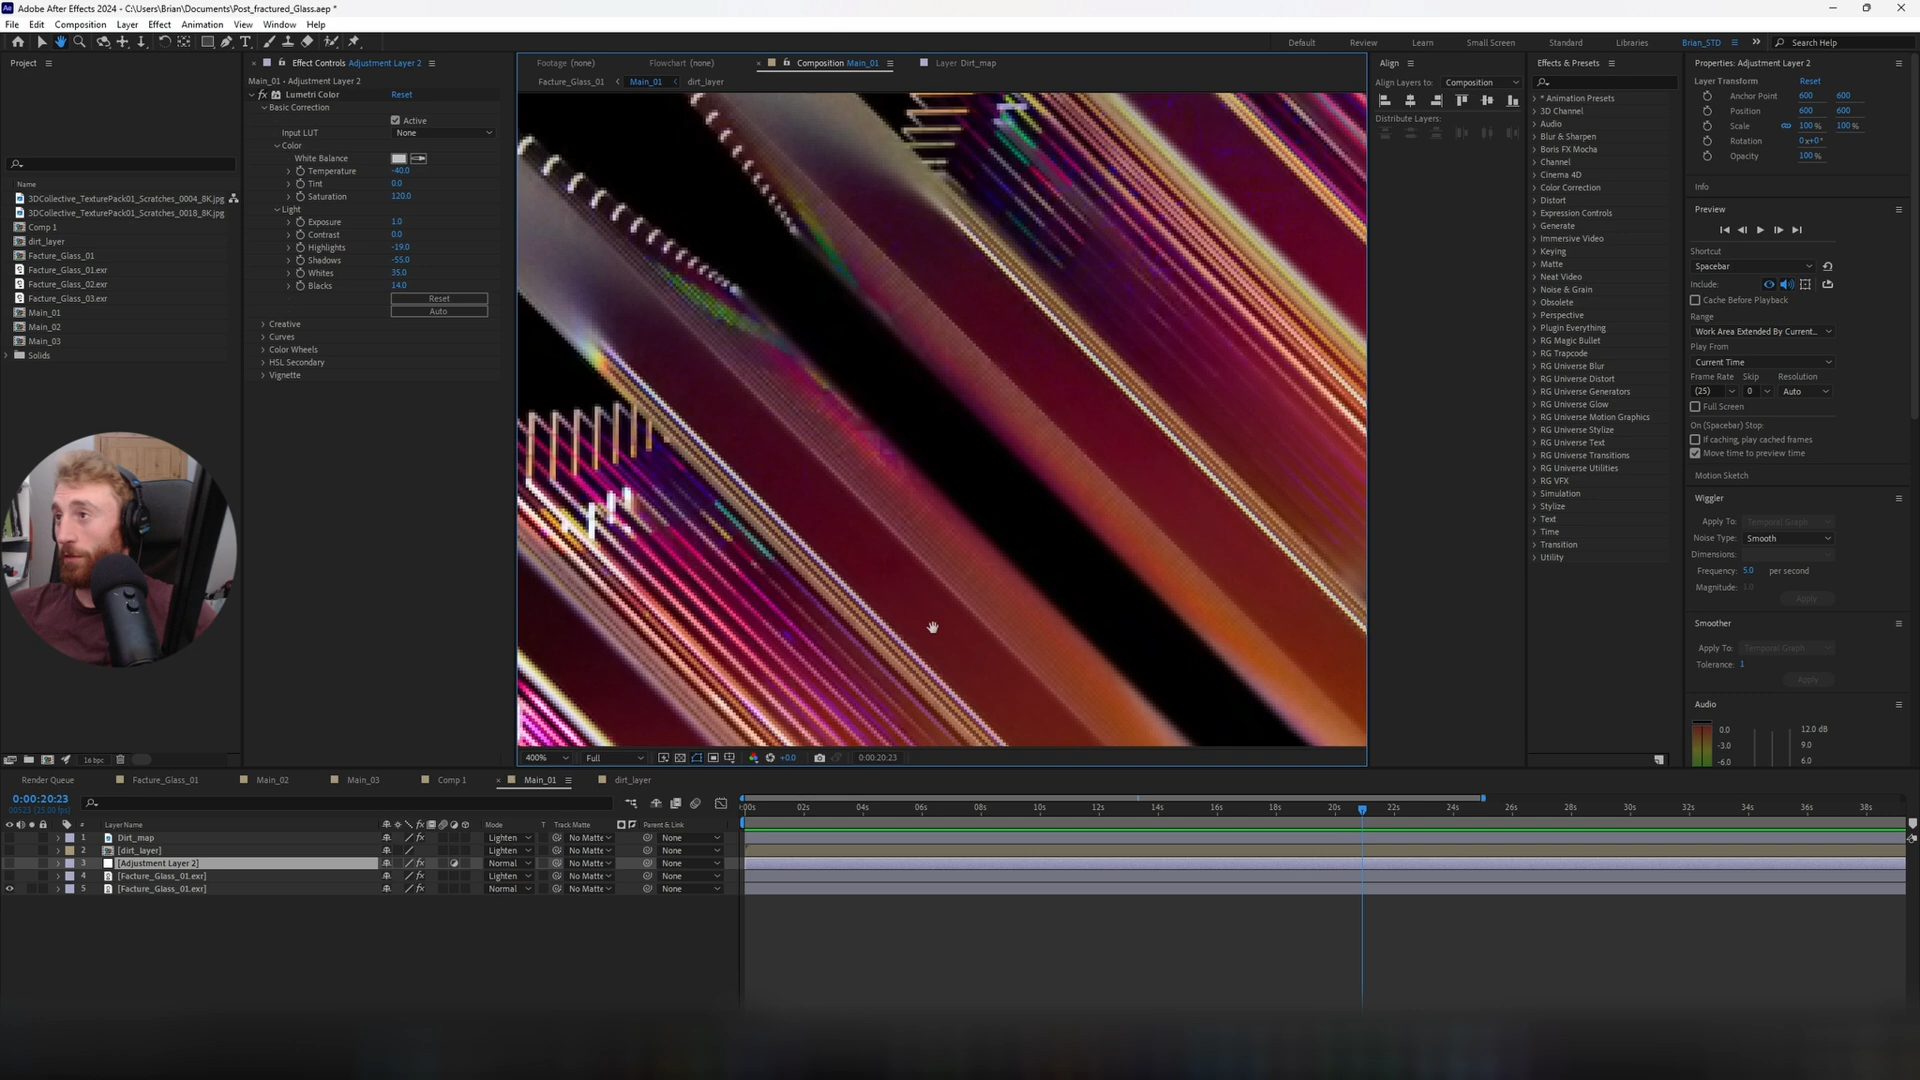 Adobe After Effects 2024 - C:\Users\Brian\Documents\Post_fractured_Glass.aep *
File Edit Composition Layer Effect Animation View Window Help
Default Review Learn Small Screen Standard Libraries Brian_STD Search Help
Project
Name
3DCollective_TexturePack01_Scratches_0004_8K.jpg
3DCollective_TexturePack01_Scratches_0018_8K.jpg
Comp 1
dirt_layer
Facture_Glass_01
Facture_Glass_01.exr
Facture_Glass_02.exr
Facture_Glass_03.exr
Main_01
Main_02
Main_03
Solids
16 bpc
Effect Controls Adjustment Layer 2
Main_01 • Adjustment Layer 2
fx Lumetri Color Reset
Basic Correction
Active
Input LUT None
Color
White Balance
Temperature -40.0
Tint 0.0
Saturation 120.0
Light
Exposure 1.0
Contrast 0.0
Highlights -19.0
Shadows -55.0
Whites 35.0
Blacks 14.0
Reset
Auto
Creative
Curves
Color Wheels
HSL Secondary
Vignette
Footage (none) Flowchart (none) Composition Main_01 Layer Dirt_map
Facture_Glass_01 Main_01 dirt_layer
400% Full +0.0 0:00:20:23
Align
Align Layers to: Composition
Distribute Layers:
Effects & Presets
* Animation Presets
3D Channel
Audio
Blur & Sharpen
Boris FX Mocha
Channel
Cinema 4D
Color Correction
Distort
Expression Controls
Generate
Immersive Video
Keying
Matte
Neat Video
Noise & Grain
Obsolete
Perspective
Plugin Everything
RG Magic Bullet
RG Trapcode
RG Universe Blur
RG Universe Distort
RG Universe Generators
RG Universe Glow
RG Universe Motion Graphics
RG Universe Stylize
RG Universe Text
RG Universe Transitions
RG Universe Utilities
RG VFX
Simulation
Stylize
Text
Time
Transition
Utility
Properties: Adjustment Layer 2
Layer Transform Reset
Anchor Point 600 600
Position 600 600
Scale 100 % 100 %
Rotation 0x+0°
Opacity 100 %
Info
Preview
Shortcut
Spacebar
Include:
Cache Before Playback
Range
Work Area Extended By Current...
Play From
Current Time
Frame Rate Skip Resolution
(25) 0 Auto
Full Screen
On (Spacebar) Stop:
If caching, play cached frames
Move time to preview time
Motion Sketch
Wiggler
Apply To: Temporal Graph
Noise Type: Smooth
Dimensions:
Frequency: 5.0 per second
Magnitude: 1.0
Apply
Smoother
Apply To: Temporal Graph
Tolerance: 1
Apply
Audio
0.0 12.0 dB
-3.0 9.0
-6.0 6.0
Render Queue Facture_Glass_01 Main_02 Main_03 Comp 1 Main_01 dirt_layer
0:00:20:23
00523 (25.00 fps)
:00s 02s 04s 06s 08s 10s 12s 14s 16s 18s 20s 22s 24s 26s 28s 30s 32s 34s 36s 38s
# Layer Name Mode T Track Matte Parent & Link
1 Dirt_map Lighten No Matte None
2 [dirt_layer] Lighten No Matte None
3 [Adjustment Layer 2] Normal No Matte None
4 [Facture_Glass_01.exr] Lighten No Matte None
5 [Facture_Glass_01.exr] Normal No Matte None